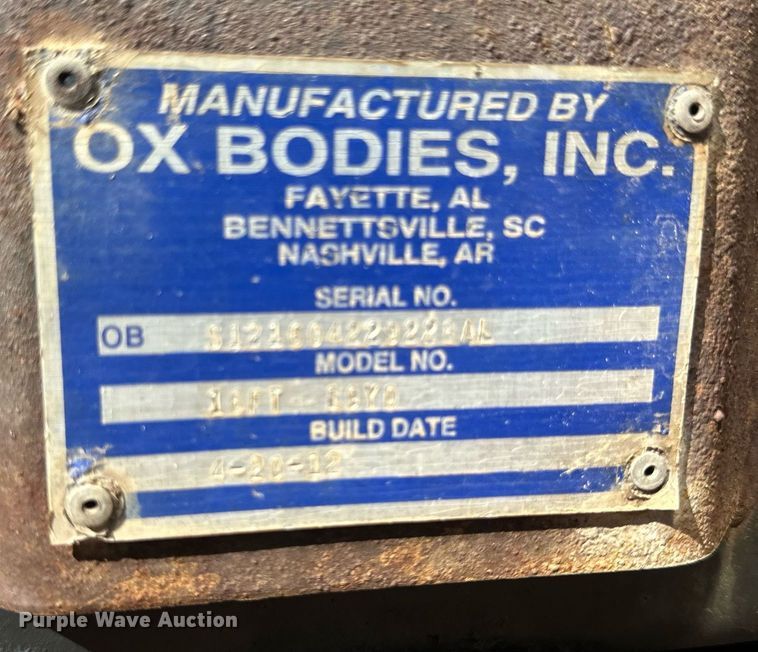 MANUFACTURED BY
OX BODIES, INC.
FAYETTE, AL
BENNETTSVILLE, SC
NASHVILLE, AR
SERIAL NO.
OB
MODEL NO.
BUILD DATE
4-20-12
Purple Wave Auction